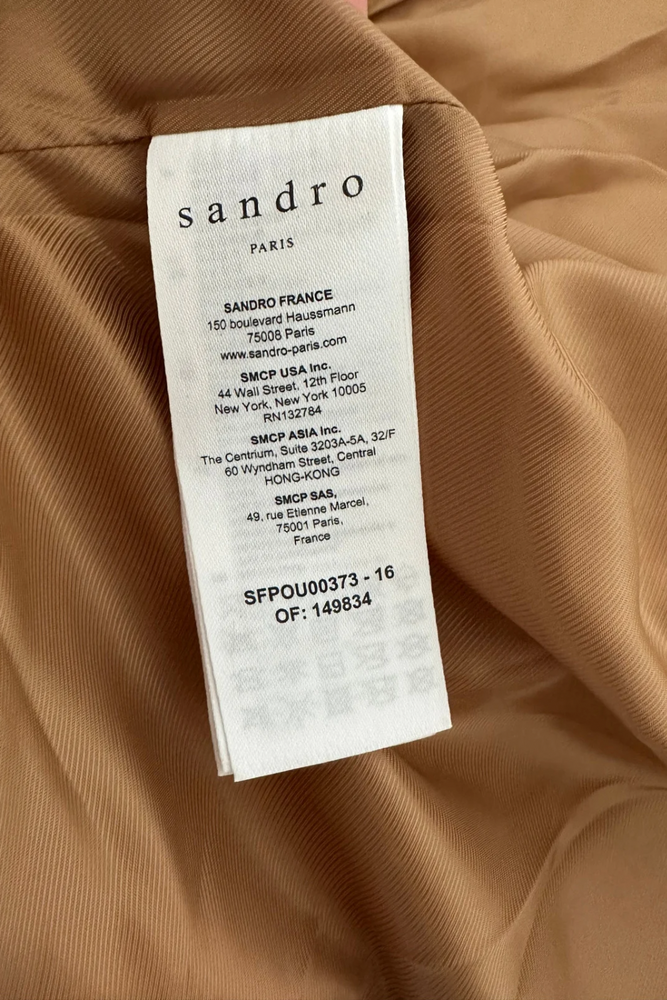 sandro
PARIS
SANDRO FRANCE
150 boulevard Haussmann
75008 Paris
www.sandro-paris.com
SMCP USA Inc.
44 Wall Street, 12th Floor
New York, New York 10005
RN132784
SMCP ASIA Inc.
The Centrium, Suite 3203A-5A, 32/F
60 Wyndham Street, Central
HONG-KONG
SMCP SAS,
49, rue Etienne Marcel,
75001 Paris,
France
SFPOU00373 - 16
OF: 149834